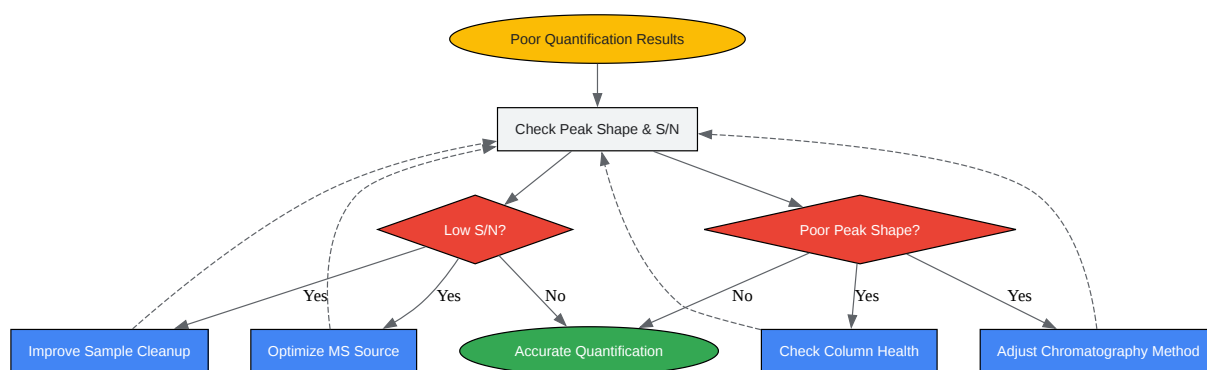 Poor Quantification Results
Check Peak Shape & S/N
Low S/N?
Poor Peak Shape?
Yes
Yes
No
No
Yes
Yes
Improve Sample Cleanup
Optimize MS Source
Accurate Quantification
Check Column Health
Adjust Chromatography Method